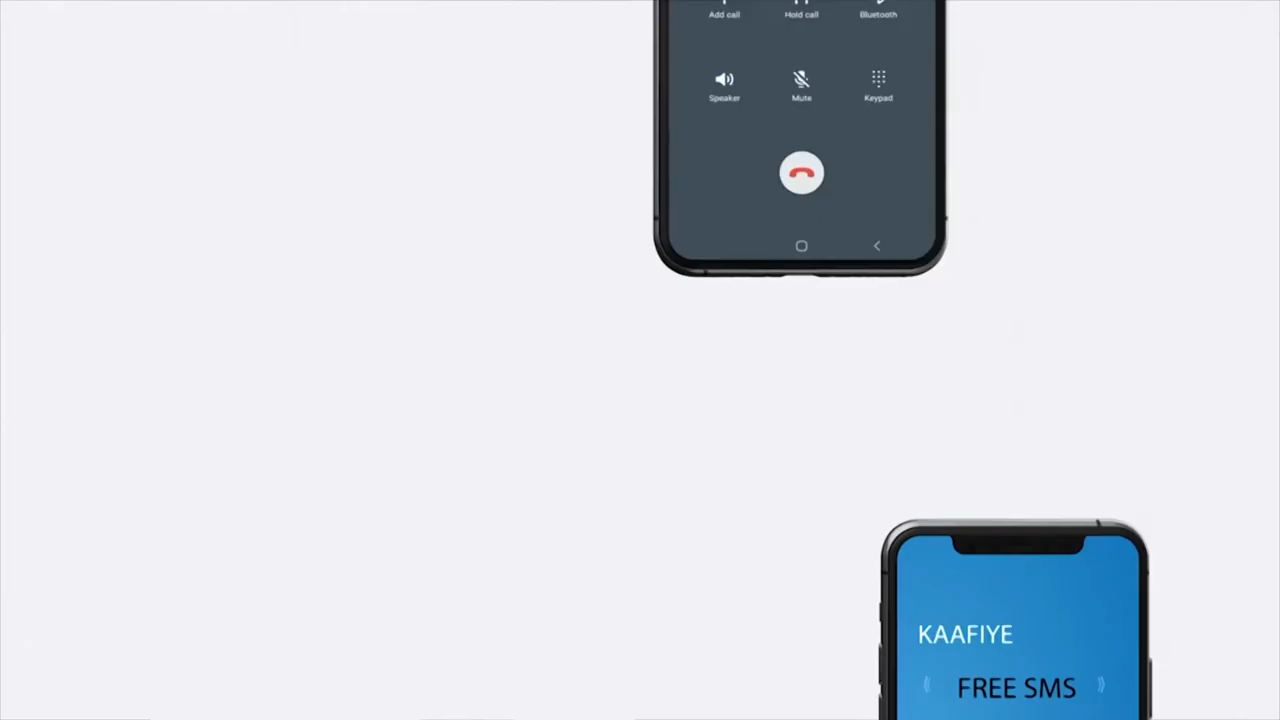 Add call Hold call Bluetooth
Speaker Mute Keypad
KAAFIYE
FREE SMS